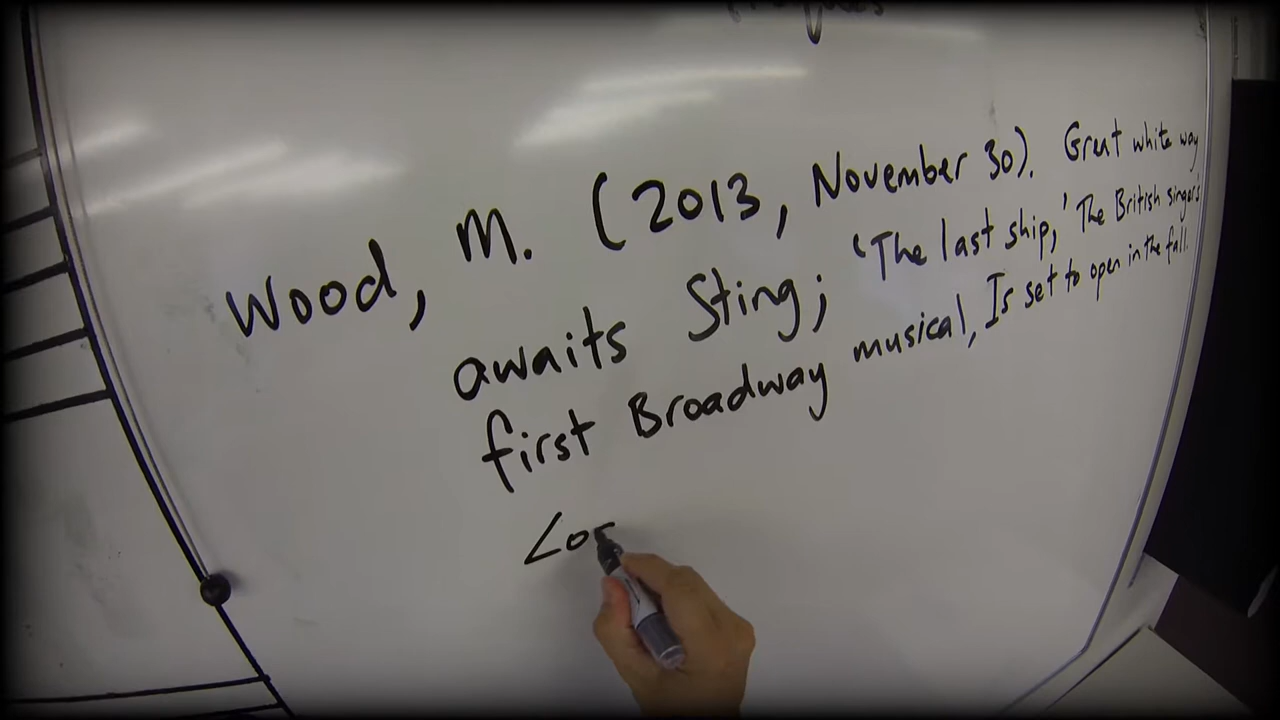 Wood, M. (2013, November 30). Great white way
awaits Sting; 'The last ship,' The British singer's
first Broadway musical, Is set to open in the fall.
Lo